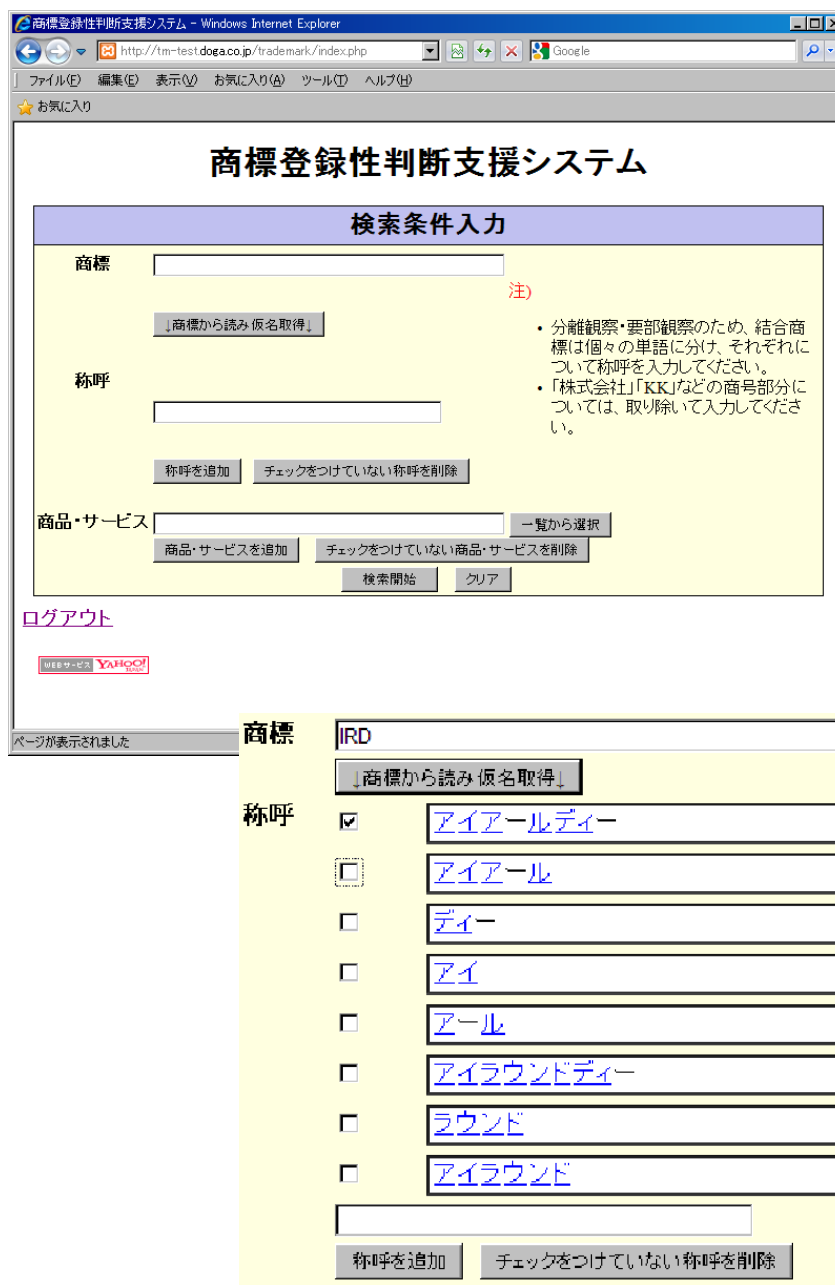 商標登録性判断支援システム - Windows Internet Explorer
http://tm-test.doga.co.jp/trademark/index.php
Google
ファイル(F) 編集(E) 表示(V) お気に入り(A) ツール(T) ヘルプ(H)
お気に入り
商標登録性判断支援システム
検索条件入力
商標
注)
↓商標から読み仮名取得↓
• 分離観察・要部観察のため、結合商
標は個々の単語に分け、それぞれに
ついて称呼を入力してください。
• 「株式会社」「KK」などの商号部分に
ついては、取り除いて入力してくださ
い。
称呼
称呼を追加 チェックをつけていない称呼を削除
商品・サービス 一覧から選択
商品・サービスを追加 チェックをつけていない商品・サービスを削除
検索開始 クリア
ログアウト
WEBサービス YAHOO! JAPAN
ページが表示されました
商標 IRD
↓商標から読み仮名取得↓
称呼 アイアールディー
アイアール
ディー
アイ
アール
アイラウンドディー
ラウンド
アイラウンド
称呼を追加 チェックをつけていない称呼を削除